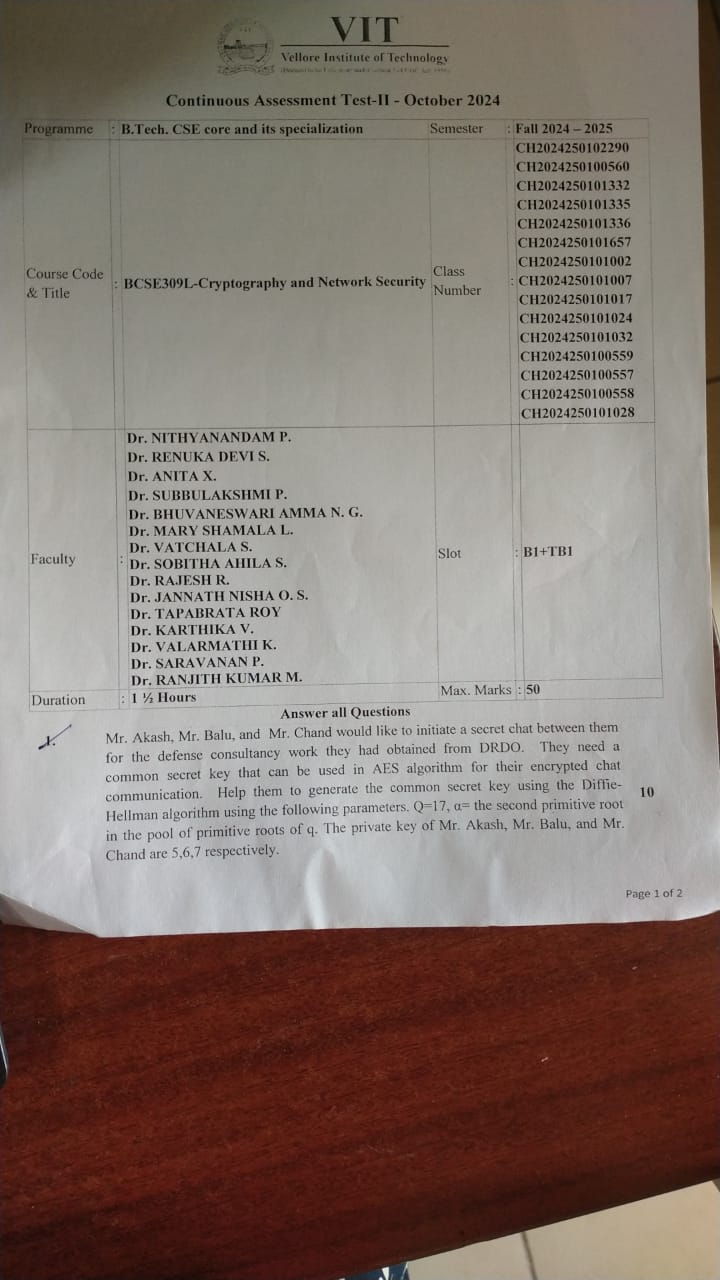 VIT
Vellore Institute of Technology
Continuous Assessment Test-II - October 2024
Programme : B.Tech. CSE core and its specialization Semester : Fall 2024 – 2025
Course Code & Title : BCSE309L-Cryptography and Network Security Class Number :
CH2024250102290
CH2024250100560
CH2024250101332
CH2024250101335
CH2024250101336
CH2024250101657
CH2024250101002
CH2024250101007
CH2024250101017
CH2024250101024
CH2024250101032
CH2024250100559
CH2024250100557
CH2024250100558
CH2024250101028
Faculty :
Dr. NITHYANANDAM P.
Dr. RENUKA DEVI S.
Dr. ANITA X.
Dr. SUBBULAKSHMI P.
Dr. BHUVANESWARI AMMA N. G.
Dr. MARY SHAMALA L.
Dr. VATCHALA S.
Dr. SOBITHA AHILA S.
Dr. RAJESH R.
Dr. JANNATH NISHA O. S.
Dr. TAPABRATA ROY
Dr. KARTHIKA V.
Dr. VALARMATHI K.
Dr. SARAVANAN P.
Dr. RANJITH KUMAR M.
Slot : B1+TB1
Duration : 1 ½ Hours Max. Marks : 50
Answer all Questions
1. Mr. Akash, Mr. Balu, and Mr. Chand would like to initiate a secret chat between them
for the defense consultancy work they had obtained from DRDO. They need a
common secret key that can be used in AES algorithm for their encrypted chat
communication. Help them to generate the common secret key using the Diffie-
Hellman algorithm using the following parameters. Q=17, α= the second primitive root
in the pool of primitive roots of q. The private key of Mr. Akash, Mr. Balu, and Mr.
Chand are 5,6,7 respectively.
10
Page 1 of 2